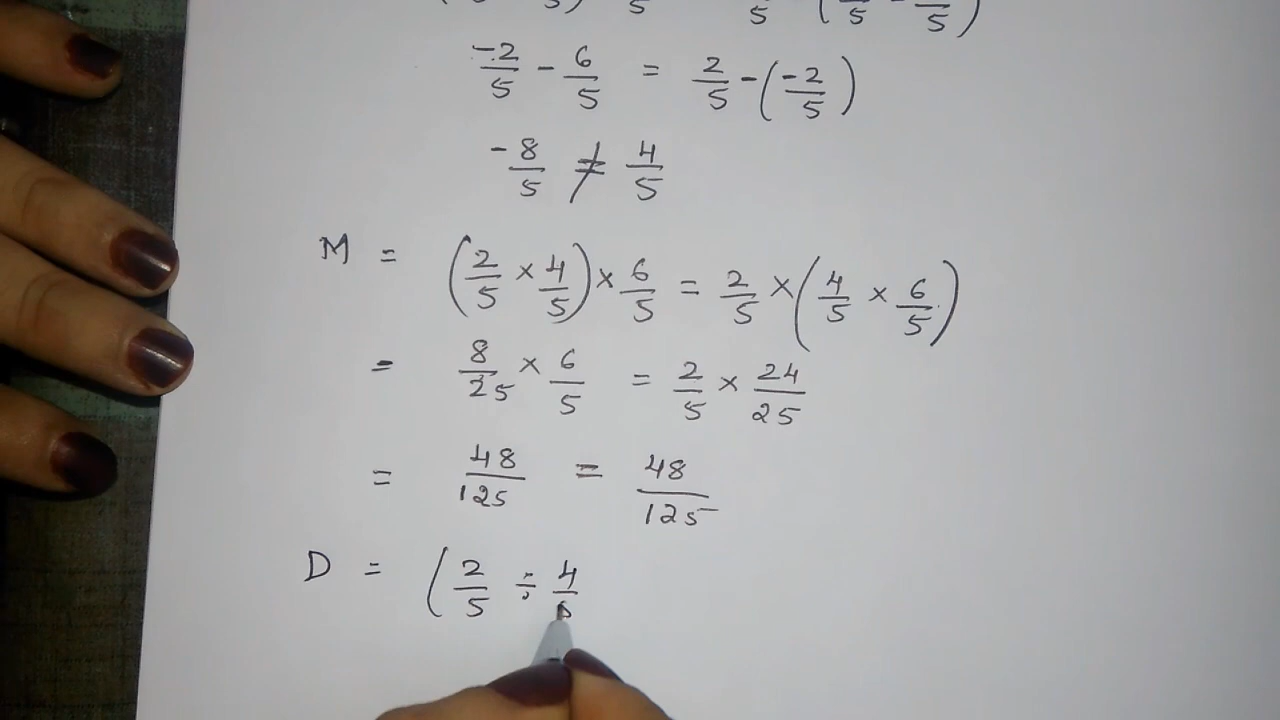 -2/5 - 6/5 = 2/5 - (-2/5)
-8/5 ≠ 4/5
M = (2/5 × 4/5) × 6/5 = 2/5 × (4/5 × 6/5)
= 8/25 × 6/5 = 2/5 × 24/25
= 48/125 = 48/125
D = (2/5 ÷ 4/5